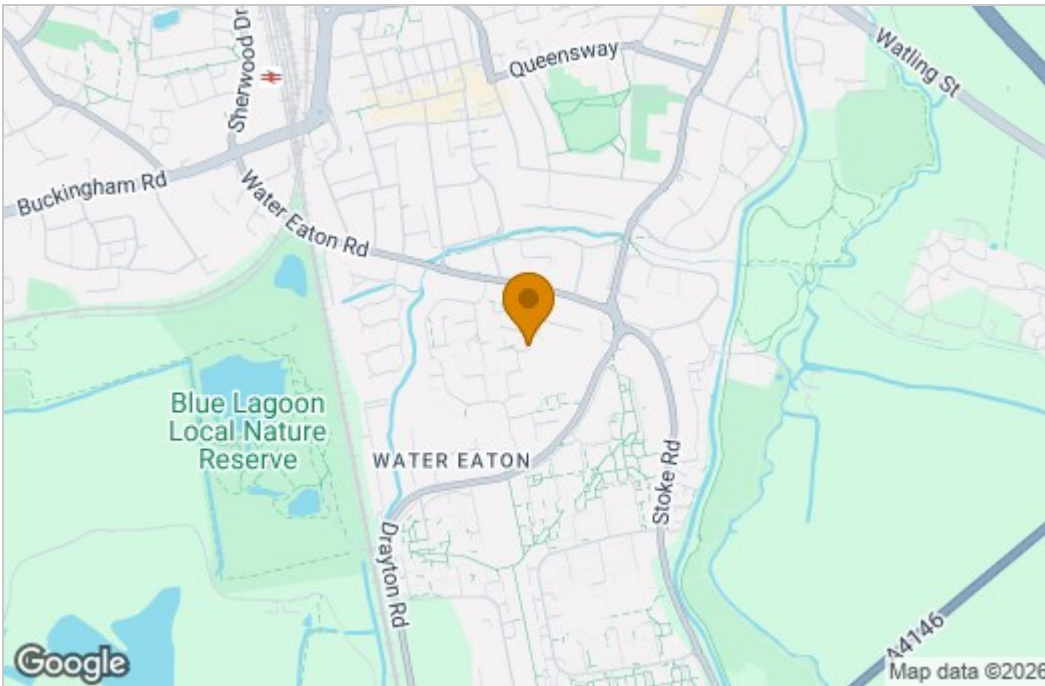 Sherwood Dr
Queensway
Watling St
Buckingham Rd
Water Eaton Rd
Blue Lagoon
Local Nature
Reserve
WATER EATON
Stoke Rd
Drayton Rd
A4146
Google
Map data ©2026